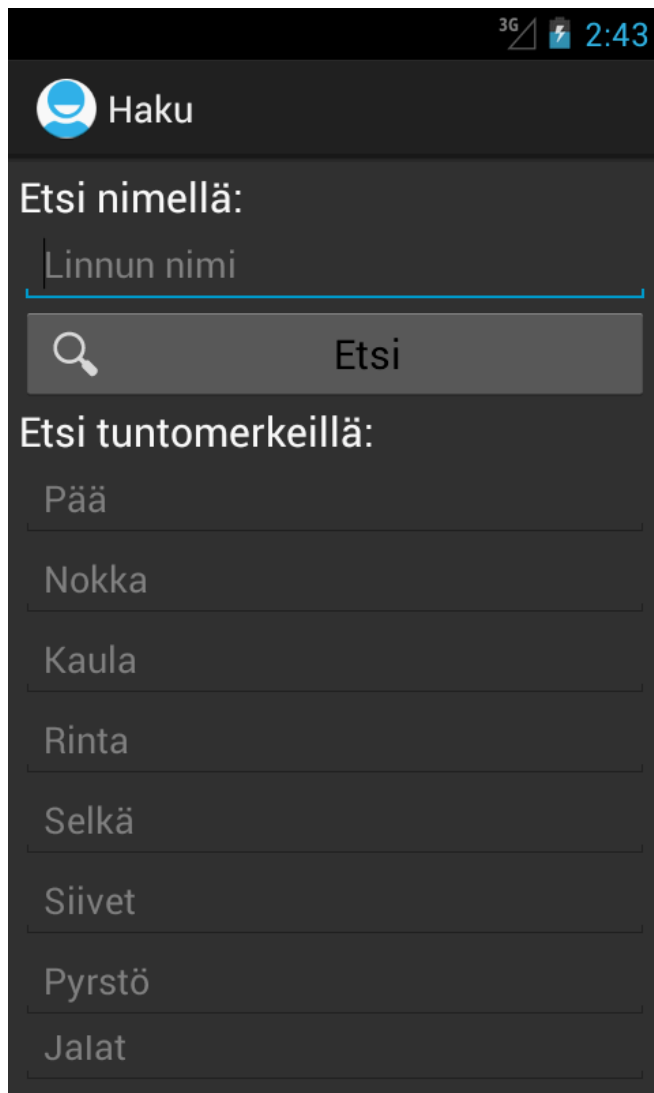 3G 2:43
Haku
Etsi nimellä:
Linnun nimi
Etsi
Etsi tuntomerkeillä:
Pää
Nokka
Kaula
Rinta
Selkä
Siivet
Pyrstö
Jalat